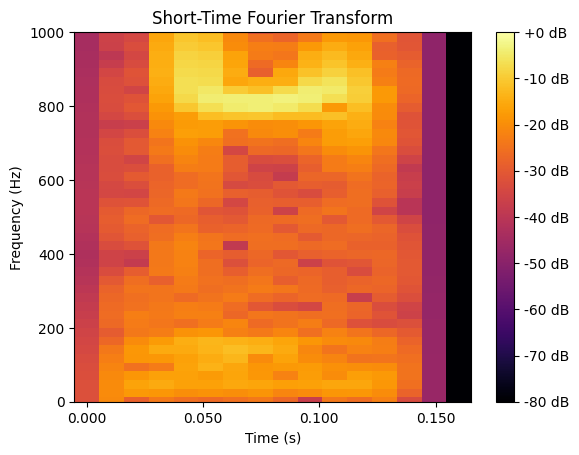 Short-Time Fourier Transform
1000
800
600
400
200
0
Frequency (Hz)
0.000
0.050
0.100
0.150
Time (s)
+0 dB
-10 dB
-20 dB
-30 dB
-40 dB
-50 dB
-60 dB
-70 dB
-80 dB